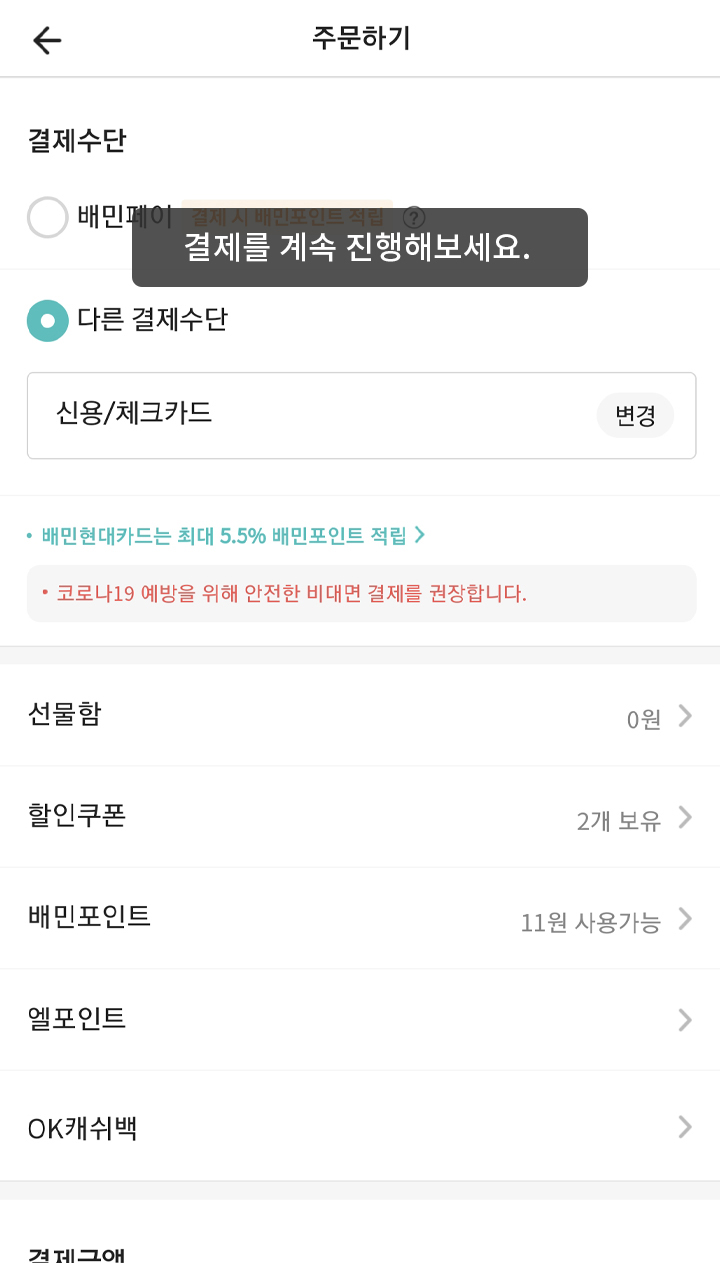 주문하기
결제수단
배민페이 결제 시 배민포인트 적립 ?
결제를 계속 진행해보세요.
다른 결제수단
신용/체크카드 변경
• 배민현대카드는 최대 5.5% 배민포인트 적립 >
• 코로나19 예방을 위해 안전한 비대면 결제를 권장합니다.
선물함 0원 >
할인쿠폰 2개 보유 >
배민포인트 11원 사용가능 >
엘포인트 >
OK캐쉬백 >
결제금액